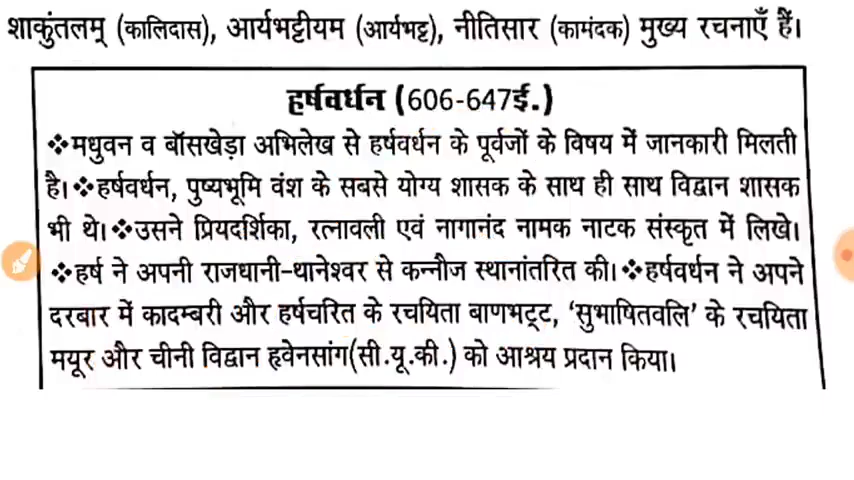 शाकुंतलम् (कालिदास), आर्यभट्टीयम (आर्यभट्ट), नीतिसार (कामंदक) मुख्य रचनाएँ हैं।
हर्षवर्धन (606-647ई.)
❖मधुवन व बॉसखेड़ा अभिलेख से हर्षवर्धन के पूर्वजों के विषय में जानकारी मिलती
है। ❖हर्षवर्धन, पुष्यभूमि वंश के सबसे योग्य शासक के साथ ही साथ विद्वान शासक
भी थे। ❖उसने प्रियदर्शिका, रत्नावली एवं नागानंद नामक नाटक संस्कृत में लिखे।
❖हर्ष ने अपनी राजधानी-थानेश्वर से कन्नौज स्थानांतरित की। ❖हर्षवर्धन ने अपने
दरबार में कादम्बरी और हर्षचरित के रचयिता बाणभट्ट, ‘सुभाषितवलि’ के रचयिता
मयूर और चीनी विद्वान हृवेनसांग(सी.यू.की.) को आश्रय प्रदान किया।